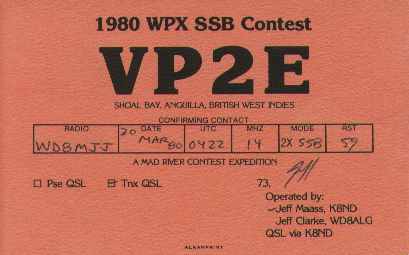 1980 WPX SSB Contest
VP2E
SHOAL BAY, ANGUILLA, BRITISH WEST INDIES
CONFIRMING CONTACT
RADIO DATE UTC MHZ MODE RST
WD8MJJ 20 MAR 80 0422 14 2X SSB 59
A MAD RIVER CONTEST EXPEDITION
Pse QSL Tnx QSL 73,
Operated by:
Jeff Maass, K8ND
Jeff Clarke, WD8ALG
QSL via K8ND